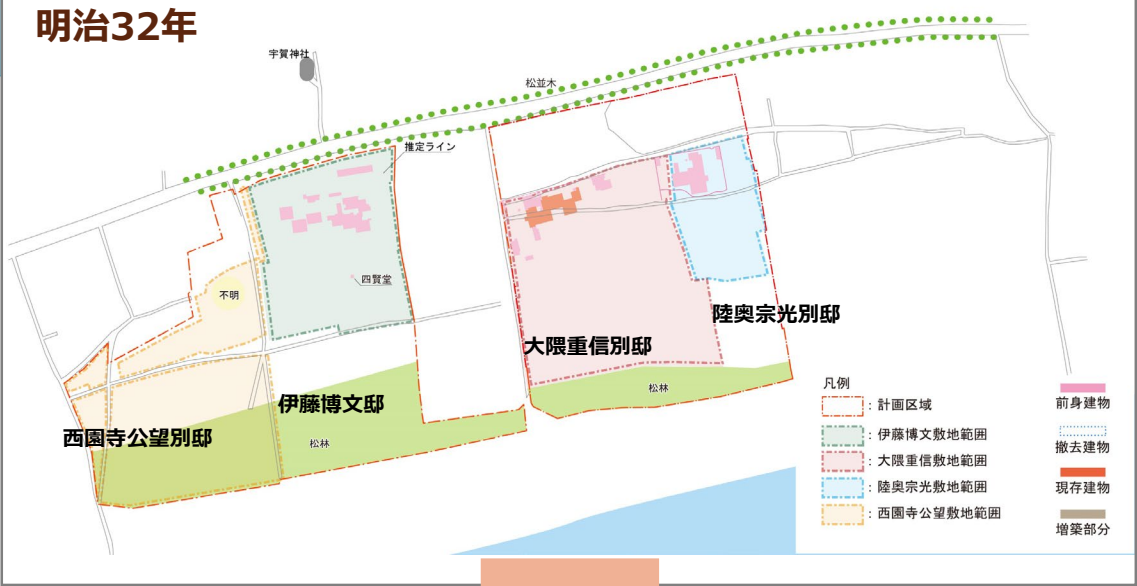 明治32年
宇賀神社
松並木
推定ライン
四賢堂
不明
陸奥宗光別邸
大隈重信別邸
伊藤博文邸
西園寺公望別邸
松林
松林
凡例
：計画区域
：伊藤博文敷地範囲
：大隈重信敷地範囲
：陸奥宗光敷地範囲
：西園寺公望敷地範囲
前身建物
撤去建物
現存建物
増築部分